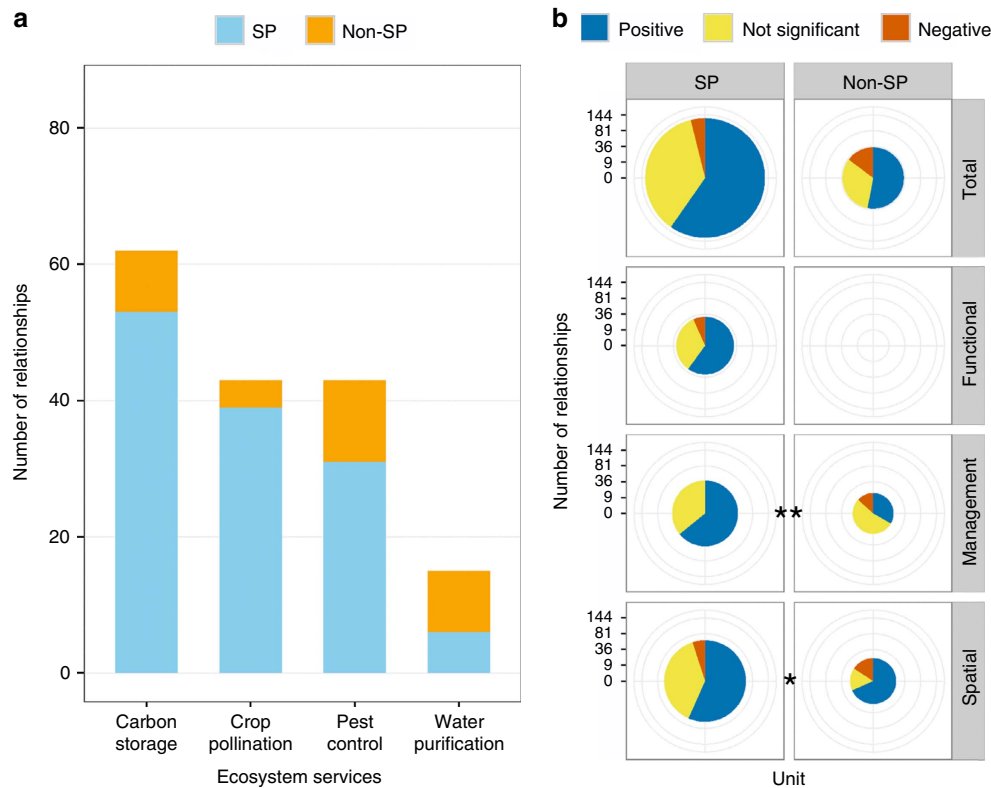 a
SP Non-SP
Number of relationships
80
60
40
20
0
Carbon storage
Crop pollination
Pest control
Water purification
Ecosystem services
b
Positive Not significant Negative
SP Non-SP
Number of relationships
144
81
36
9
0
Total
144
81
36
9
0
Functional
144
81
36
9
0
**
Management
144
81
36
9
0
*
Spatial
Unit